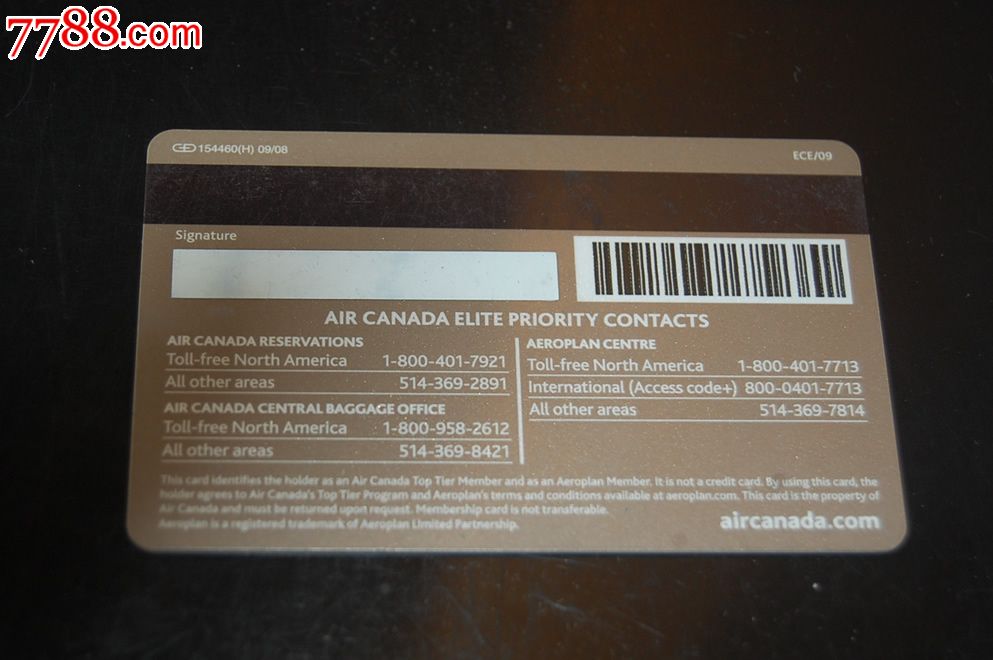 7788.com
154460(H) 09/08
ECE/09
Signature
AIR CANADA ELITE PRIORITY CONTACTS
AIR CANADA RESERVATIONS
Toll-free North America 1-800-401-7921
All other areas 514-369-2891
AIR CANADA CENTRAL BAGGAGE OFFICE
Toll-free North America 1-800-958-2612
All other areas 514-369-8421
AEROPLAN CENTRE
Toll-free North America 1-800-401-7713
International (Access code+) 800-0401-7713
All other areas 514-369-7814
This card identifies the holder as an Air Canada Top Tier Member and as an Aeroplan Member. It is not a credit card. By using this card, the
holder agrees to Air Canada's Top Tier Program and Aeroplan's terms and conditions available at aeroplan.com. This card is the property of
Air Canada and must be returned upon request. Membership card is not transferable.
Aeroplan is a registered trademark of Aeroplan Limited Partnership.
aircanada.com